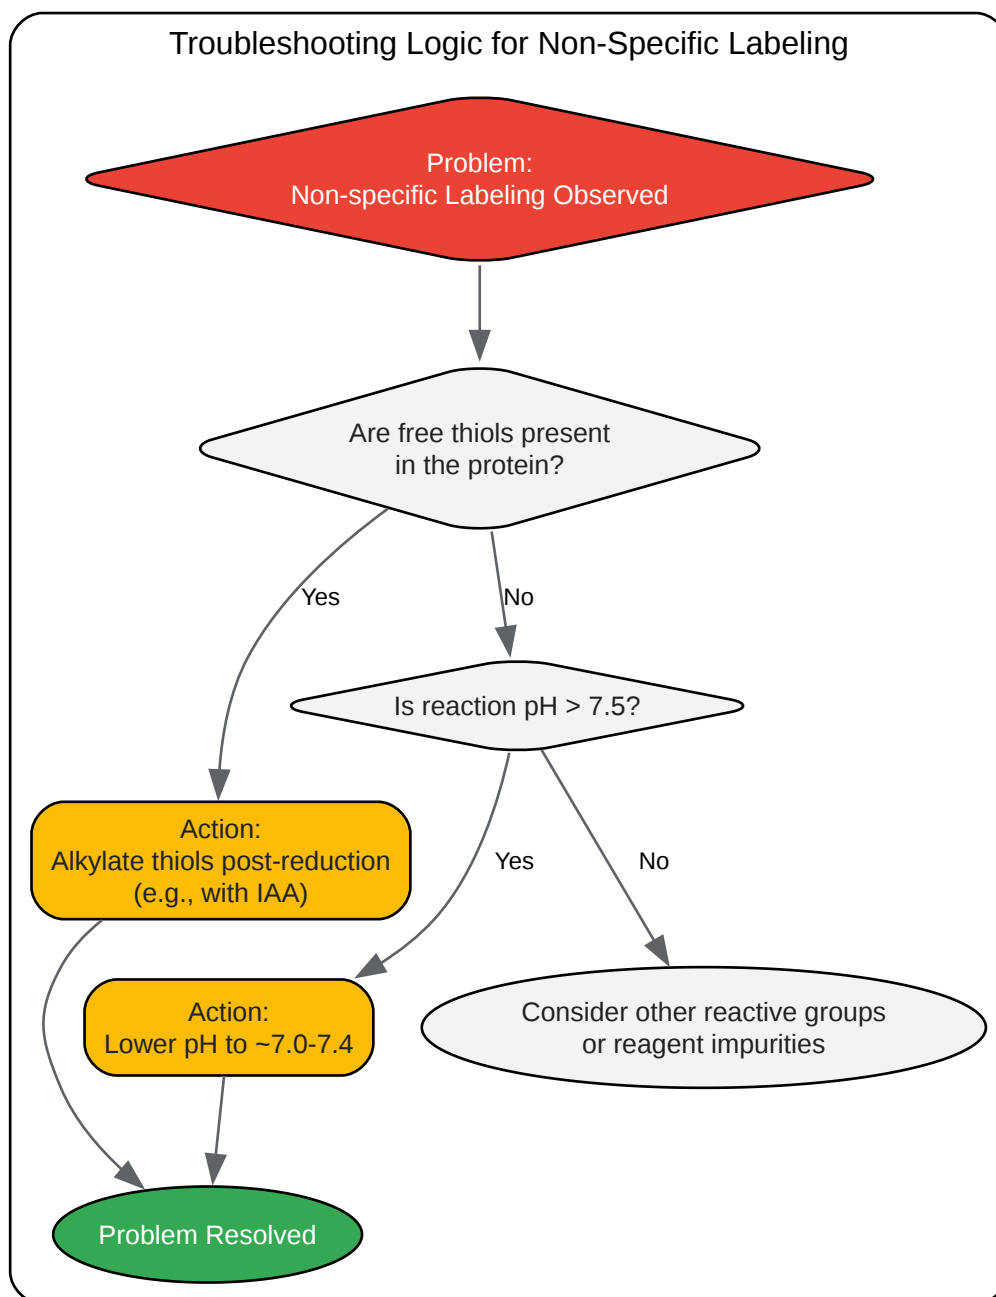 Troubleshooting Logic for Non-Specific Labeling
Problem:
Non-specific Labeling Observed
Are free thiols present
in the protein?
Yes
No
Is reaction pH > 7.5?
Action:
Alkylate thiols post-reduction
(e.g., with IAA)
Yes
No
Action:
Lower pH to ~7.0-7.4
Consider other reactive groups
or reagent impurities
Problem Resolved